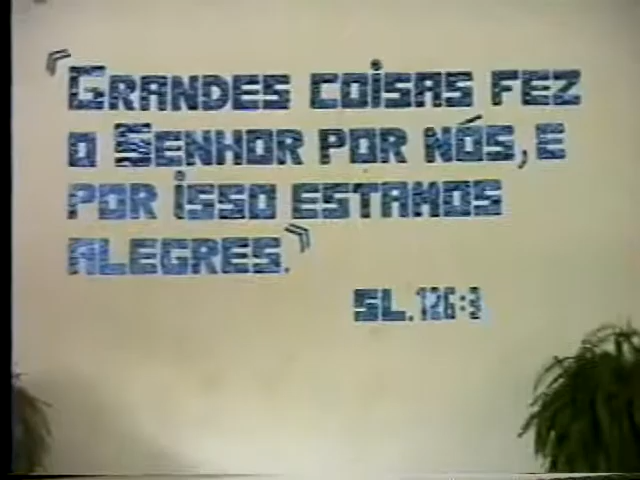 "GRANDES COISAS FEZ
O SENHOR POR NÓS, E
POR ISSO ESTAMOS
ALEGRES."
SL. 126:3